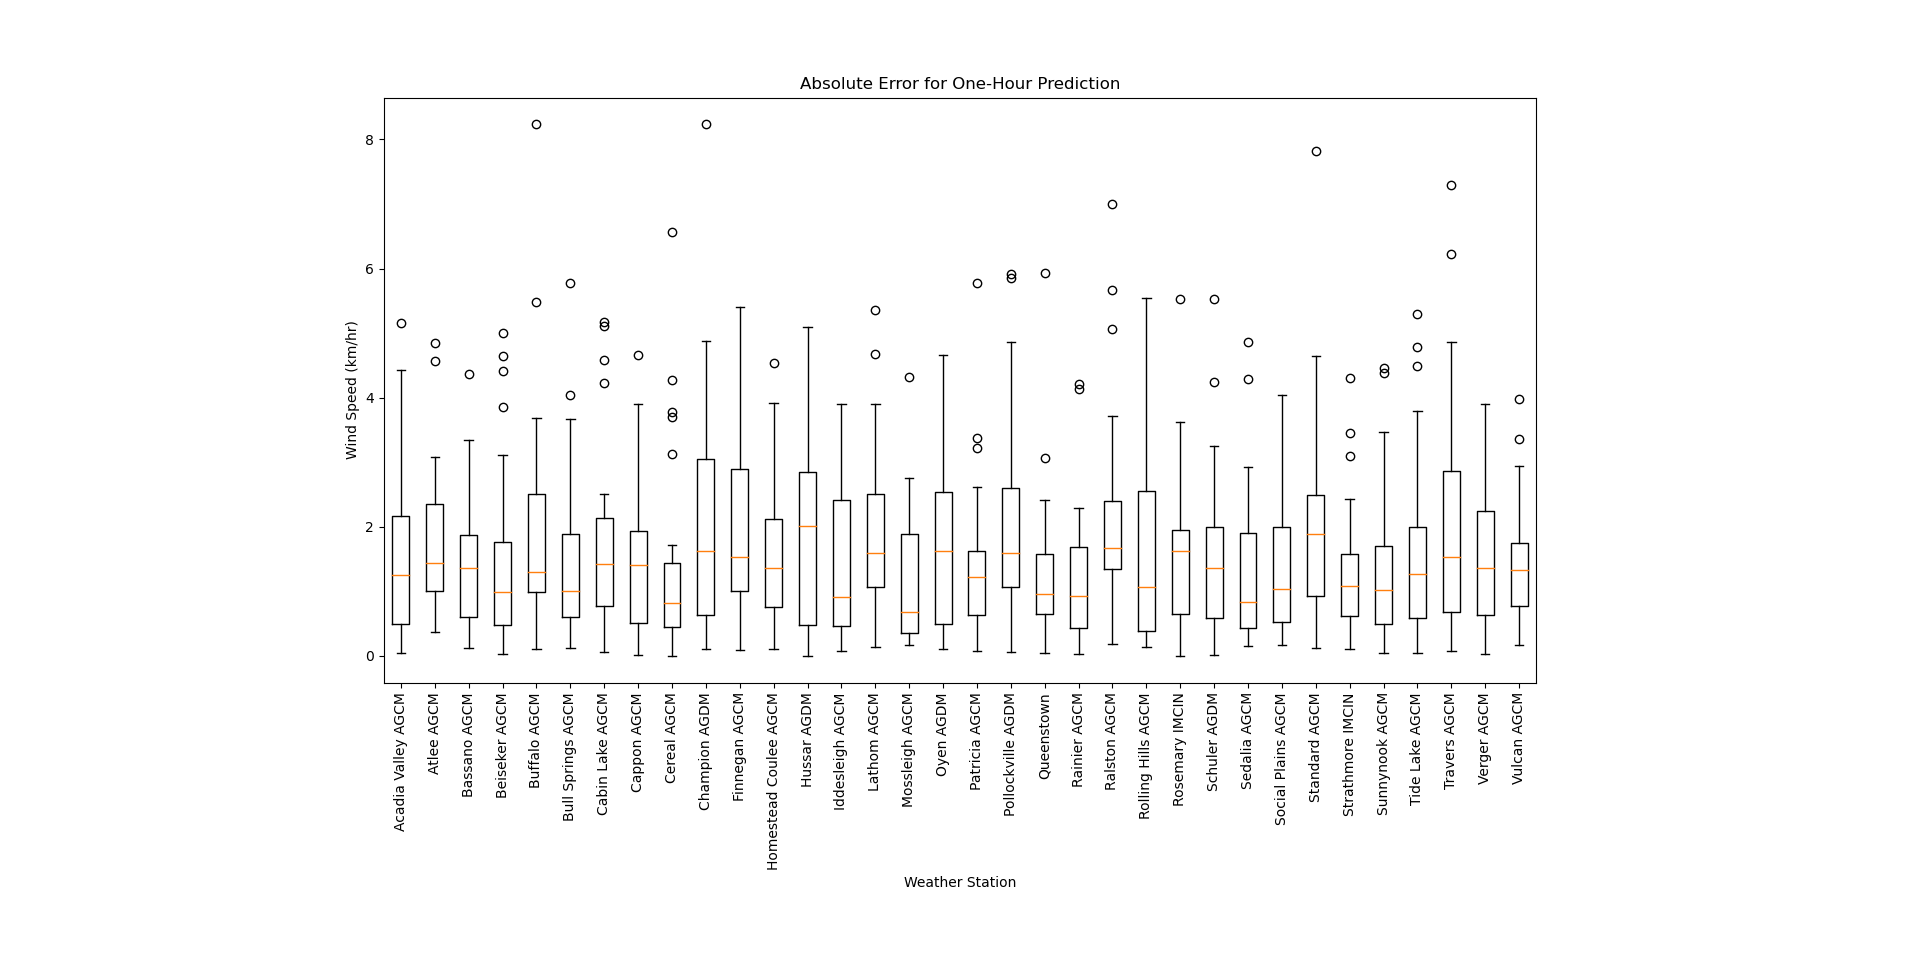 Absolute Error for One-Hour Prediction
Wind Speed (km/hr)
8
6
4
2
0
Acadia Valley AGCM
Atlee AGCM
Bassano AGCM
Beiseker AGCM
Buffalo AGCM
Bull Springs AGCM
Cabin Lake AGCM
Cappon AGCM
Cereal AGCM
Champion AGDM
Finnegan AGCM
Homestead Coulee AGCM
Hussar AGDM
Iddesleigh AGCM
Lathom AGCM
Mossleigh AGCM
Oyen AGDM
Patricia AGCM
Pollockville AGDM
Queenstown
Rainier AGCM
Ralston AGCM
Rolling Hills AGCM
Rosemary IMCIN
Schuler AGDM
Sedalia AGCM
Social Plains AGCM
Standard AGCM
Strathmore IMCIN
Sunnynook AGCM
Tide Lake AGCM
Travers AGCM
Verger AGCM
Vulcan AGCM
Weather Station